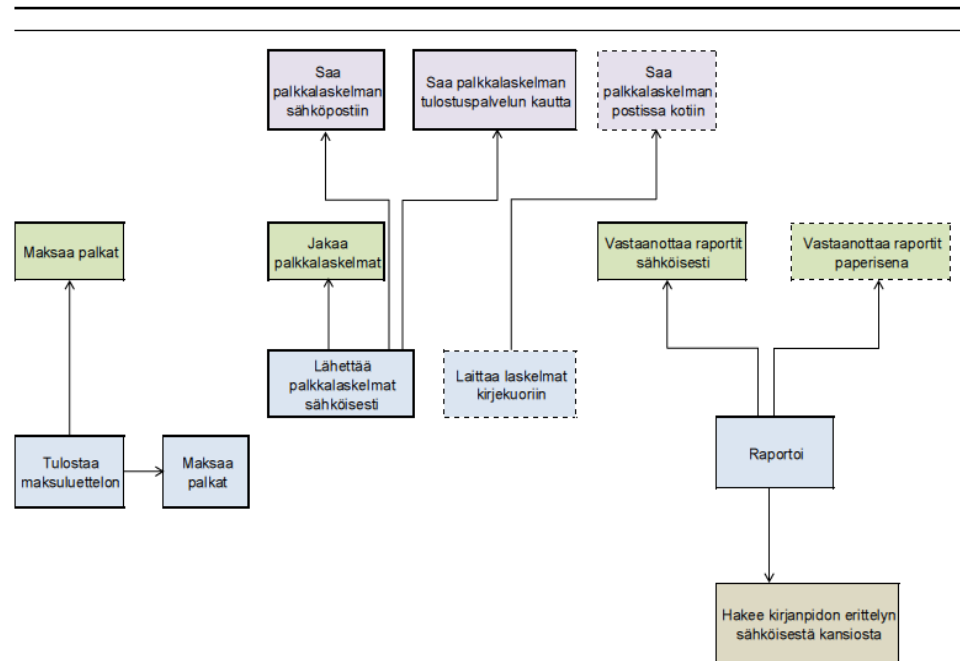 Saa
palkkalaskelman
sähköpostiin
Saa palkkalaskelman
tulostuspalvelun kautta
Saa
palkkalaskelman
postissa kotiin
Maksaa palkat
Jakaa
palkkalaskelmat
Vastaanottaa raportit
sähköisesti
Vastaanottaa raportit
paperisena
Lähettää
palkkalaskelmat
sähköisesti
Laittaa laskelmat
kirjekuoriin
Tulostaa
maksuluettelon
Maksaa
palkat
Raportoi
Hakee kirjanpidon erittelyn
sähköisestä kansiosta